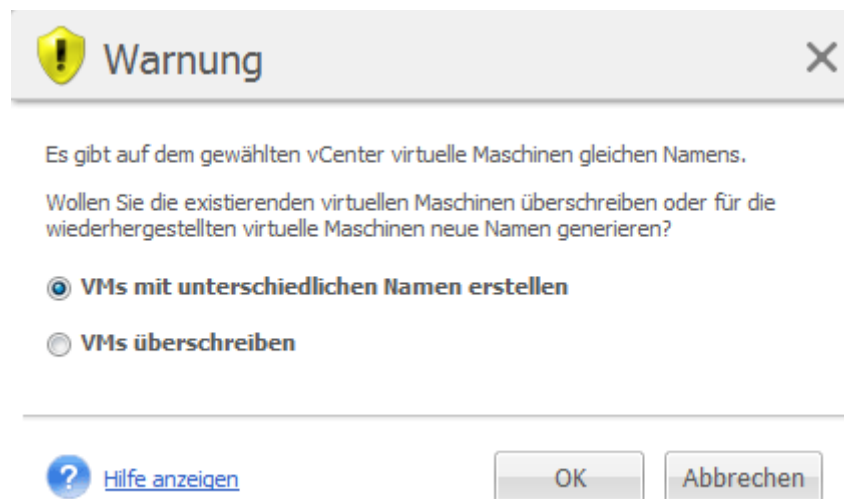 Warnung
Es gibt auf dem gewählten vCenter virtuelle Maschinen gleichen Namens.
Wollen Sie die existierenden virtuellen Maschinen überschreiben oder für die
wiederhergestellten virtuelle Maschinen neue Namen generieren?
VMs mit unterschiedlichen Namen erstellen
VMs überschreiben
Hilfe anzeigen
OK
Abbrechen